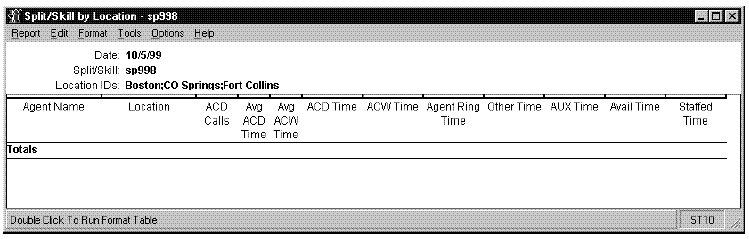 Split/Skill by Location - sp998
Report Edit Format Tools Options Help
Date: 10/5/99
Split/Skill: sp998
Location IDs: Boston;CO Springs;Fort Collins
Agent Name Location ACD Calls Avg ACD Time Avg ACW Time ACD Time ACW Time Agent Ring Time Other Time AUX Time Avail Time Staffed Time
Totals
Double Click To Run Format Table ST10